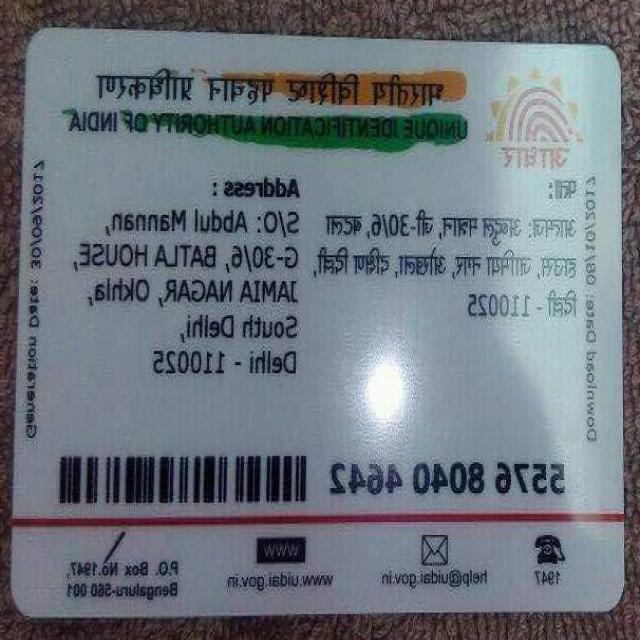 भारतीय विशिष्ट पहचान प्राधिकरण
UNIQUE IDENTIFICATION AUTHORITY OF INDIA
आधार
पता:
आत्मज: अब्दुल मन्नान, जी-30/6, बटला
हाउस, जामिया नगर, ओखला, दक्षिण दिल्ली,
दिल्ली - 110025
Address:
S/O: Abdul Mannan,
G-30/6, BATLA HOUSE,
JAMIA NAGAR, Okhla,
South Delhi,
Delhi - 110025
Download Date: 08/10/2017
Generation Date: 30/09/2017
5576 8040 4642
1947
help@uidai.gov.in
WWW
www.uidai.gov.in
P.O. Box No.1947,
Bengaluru-560 001